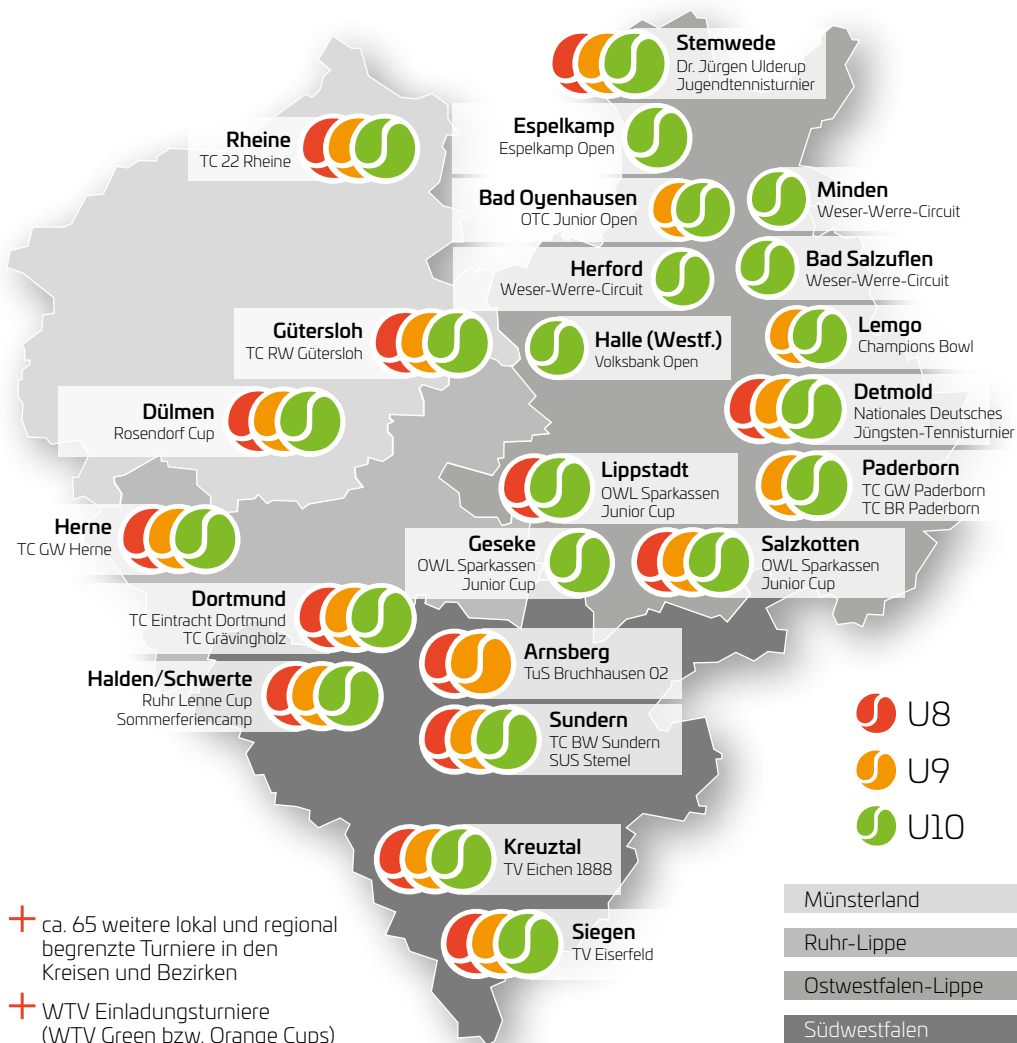 Stemwede
Dr. Jürgen Ulderup
Jugendtennisturnier
Rheine
TC 22 Rheine
Espelkamp
Espelkamp Open
Bad Oyenhausen
OTC Junior Open
Minden
Weser-Werre-Circuit
Herford
Weser-Werre-Circuit
Bad Salzuflen
Weser-Werre-Circuit
Gütersloh
TC RW Gütersloh
Halle (Westf.)
Volksbank Open
Lemgo
Champions Bowl
Dülmen
Rosendorf Cup
Detmold
Nationales Deutsches
Jüngsten-Tennisturnier
Lippstadt
OWL Sparkassen
Junior Cup
Paderborn
TC GW Paderborn
TC BR Paderborn
Herne
TC GW Herne
Geseke
OWL Sparkassen
Junior Cup
Salzkotten
OWL Sparkassen
Junior Cup
Dortmund
TC Eintracht Dortmund
TC Grävingholz
Arnsberg
TuS Bruchhausen 02
Halden/Schwerte
Ruhr Lenne Cup
Sommerferiencamp
Sundern
TC BW Sundern
SUS Stemel
U8
U9
U10
Kreuztal
TV Eichen 1888
Siegen
TV Eiserfeld
+ ca. 65 weitere lokal und regional
begrenzte Turniere in den
Kreisen und Bezirken
+ WTV Einladungsturniere
(WTV Green bzw. Orange Cups)
Münsterland
Ruhr-Lippe
Ostwestfalen-Lippe
Südwestfalen